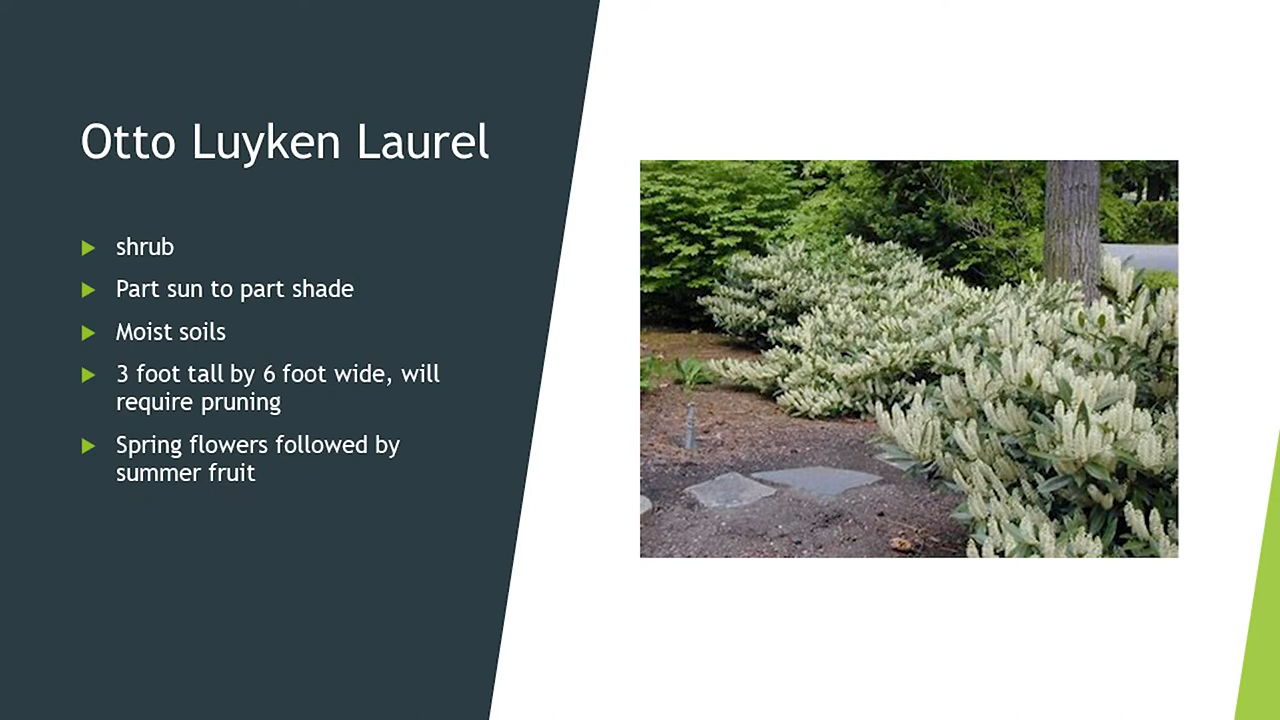 Otto Luyken Laurel
shrub
Part sun to part shade
Moist soils
3 foot tall by 6 foot wide, will
require pruning
Spring flowers followed by
summer fruit